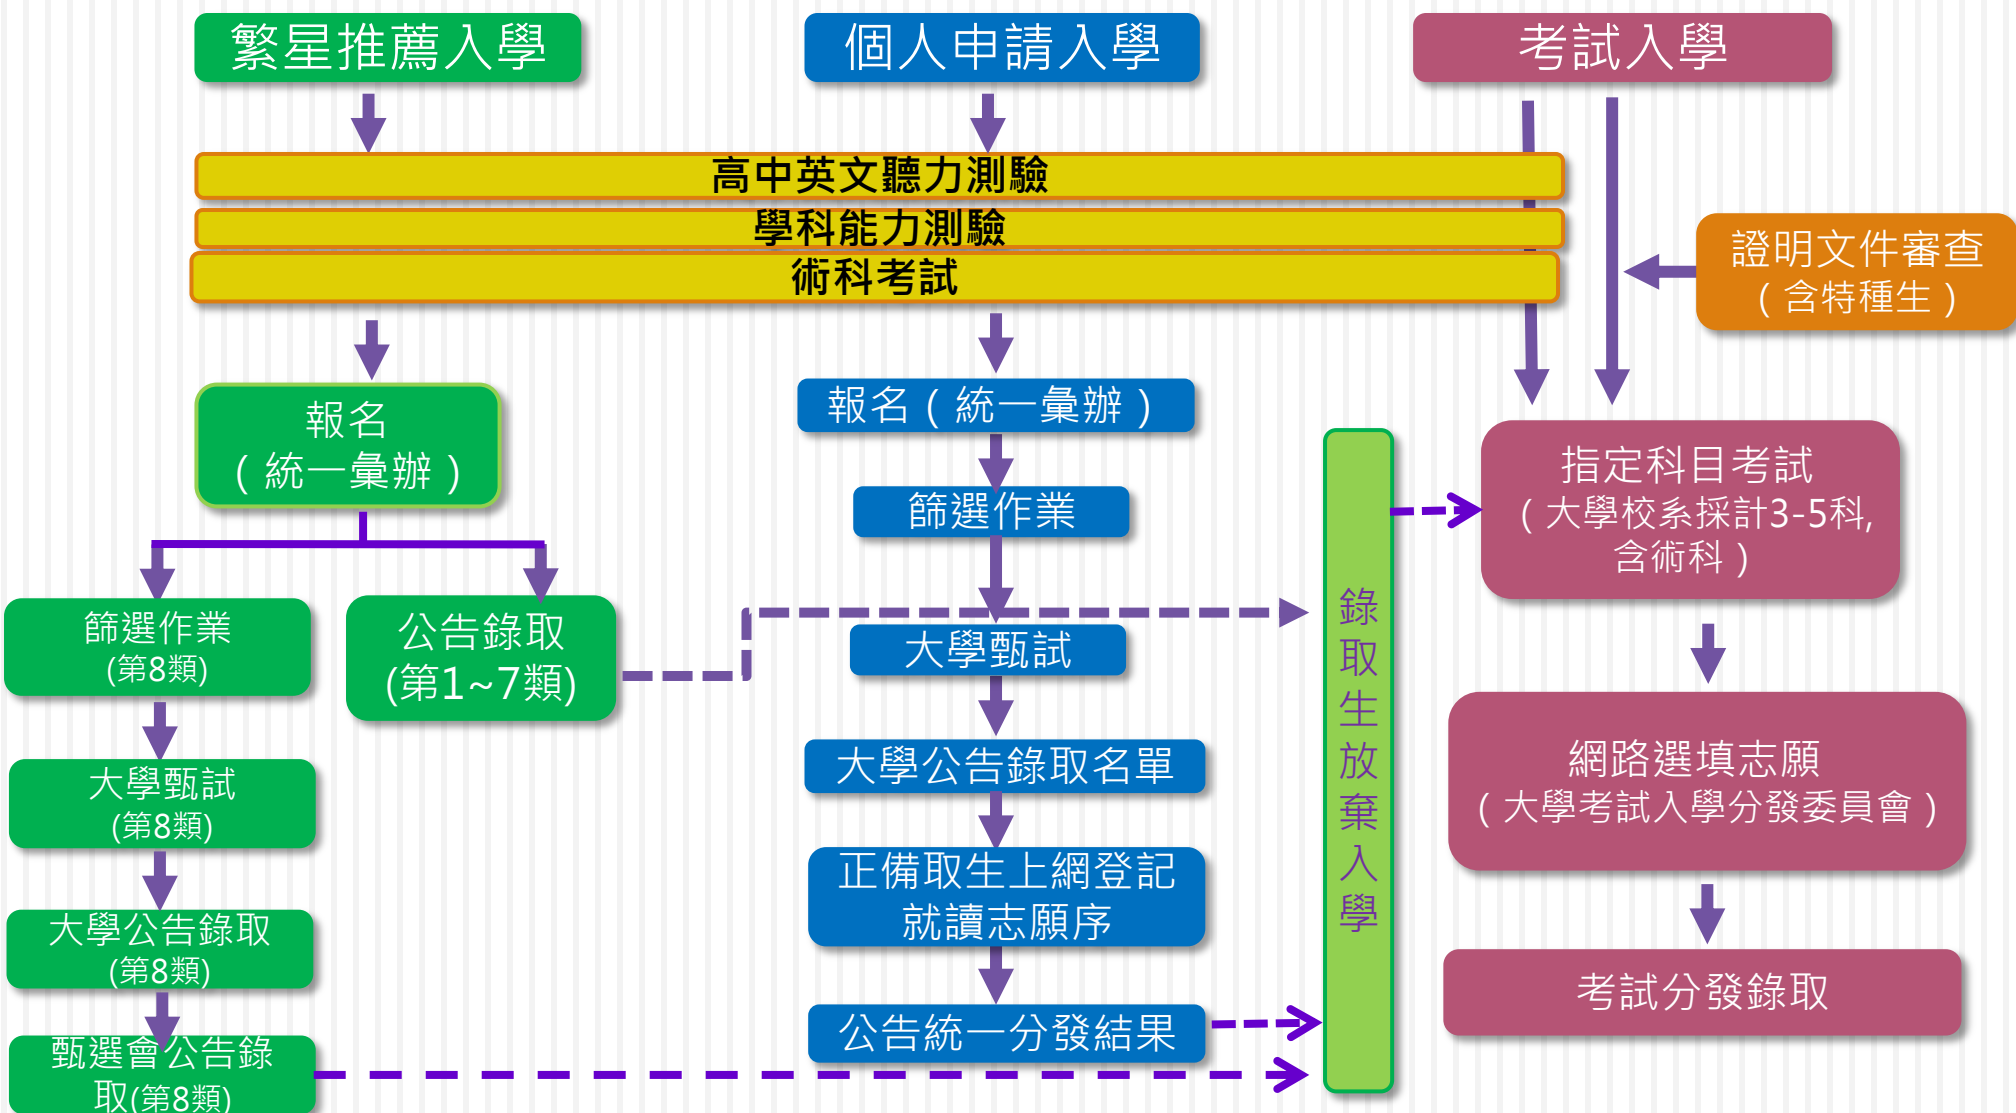 繁星推薦入學
個人申請入學
考試入學
高中英文聽力測驗
學科能力測驗
術科考試
證明文件審查
（含特種生）
報名
（統一彙辦）
報名（統一彙辦）
篩選作業
指定科目考試
（大學校系採計3-5科,
含術科）
篩選作業
(第8類)
公告錄取
(第1~7類)
大學甄試
錄取生放棄入學
大學甄試
(第8類)
大學公告錄取名單
網路選填志願
（大學考試入學分發委員會）
大學公告錄取
(第8類)
正備取生上網登記
就讀志願序
考試分發錄取
甄選會公告錄
取(第8類)
公告統一分發結果